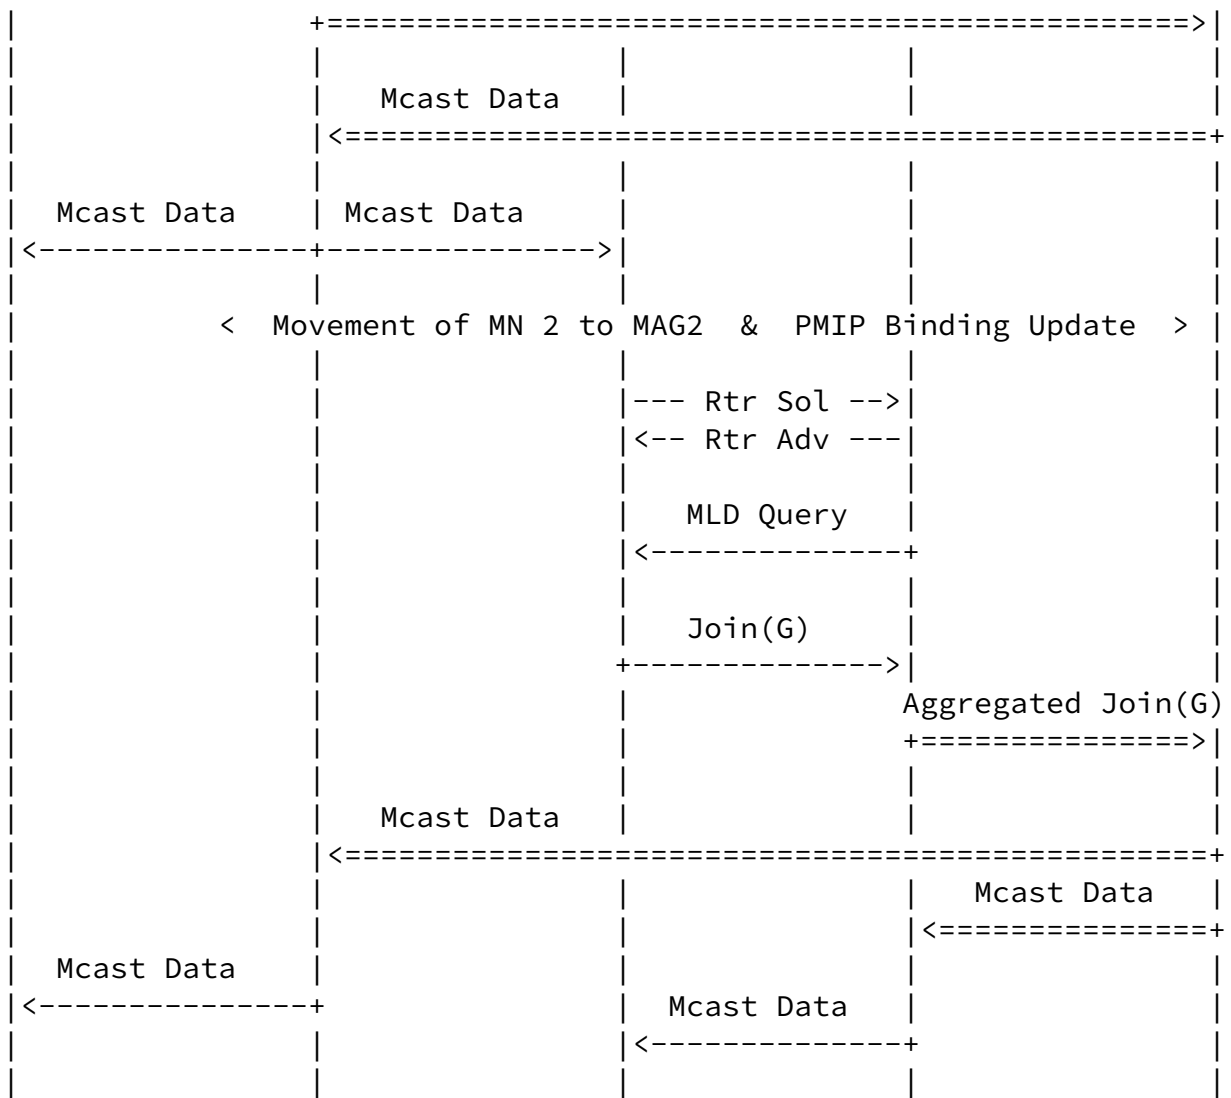 Mcast Data
Mcast Data Mcast Data
< Movement of MN 2 to MAG2 & PMIP Binding Update >
--- Rtr Sol -->
<-- Rtr Adv ---
MLD Query
Join(G)
Aggregated Join(G)
Mcast Data
Mcast Data
Mcast Data
Mcast Data